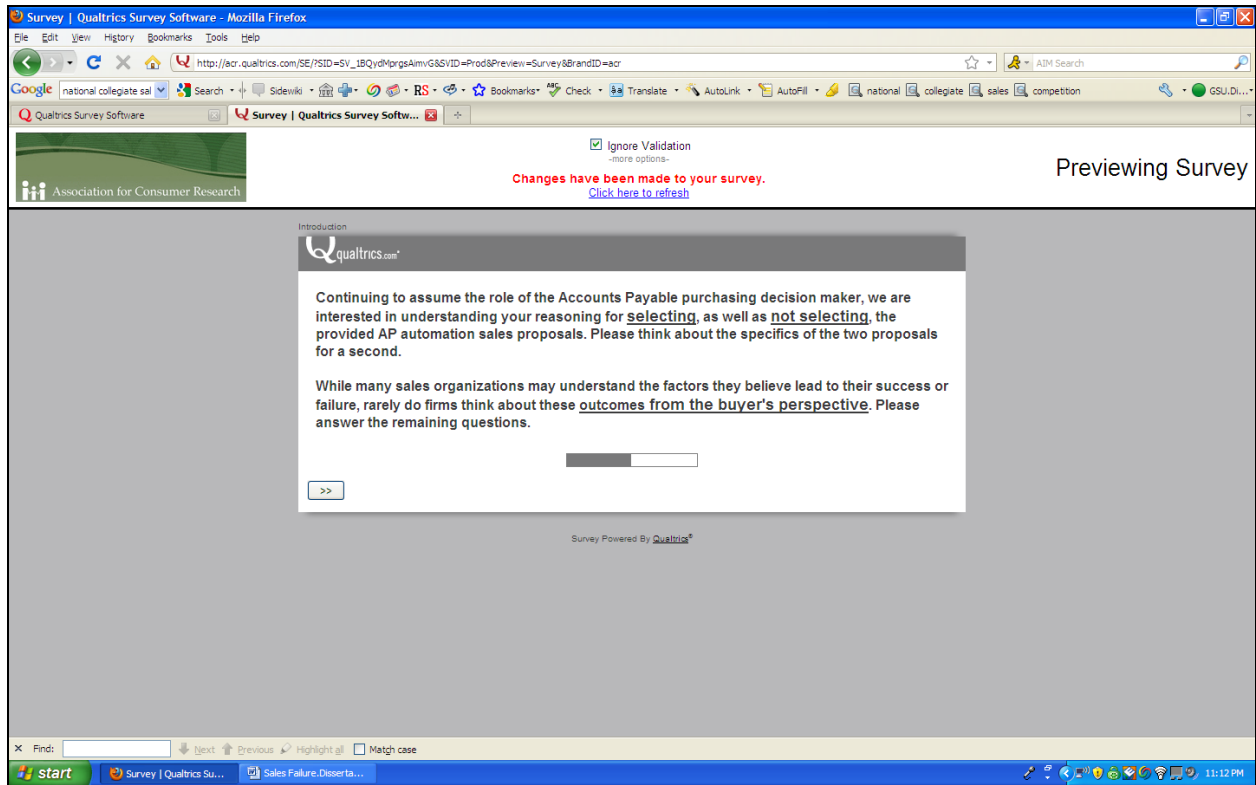 Survey | Qualtrics Survey Software - Mozilla Firefox
File Edit View History Bookmarks Tools Help
http://acr.qualtrics.com/SE/?SID=SV_1BQydMprgsAimvG&SVID=Prod&Preview=Survey&BrandID=acr AIM Search
Google national collegiate sal Search Sidewiki RS Bookmarks Check Translate AutoLink AutoFill national collegiate sales competition GSU.Di...
Qualtrics Survey Software Survey | Qualtrics Survey Softw...
Ignore Validation
-more options-
Changes have been made to your survey.
Click here to refresh
Previewing Survey
Association for Consumer Research
Introduction
qualtrics.com
Continuing to assume the role of the Accounts Payable purchasing decision maker, we are
interested in understanding your reasoning for selecting, as well as not selecting, the
provided AP automation sales proposals. Please think about the specifics of the two proposals
for a second.
While many sales organizations may understand the factors they believe lead to their success or
failure, rarely do firms think about these outcomes from the buyer's perspective. Please
answer the remaining questions.
>>
Survey Powered By Qualtrics®
× Find: Next Previous Highlight all Match case
start Survey | Qualtrics Su... Sales Failure.Disserta... 11:12 PM